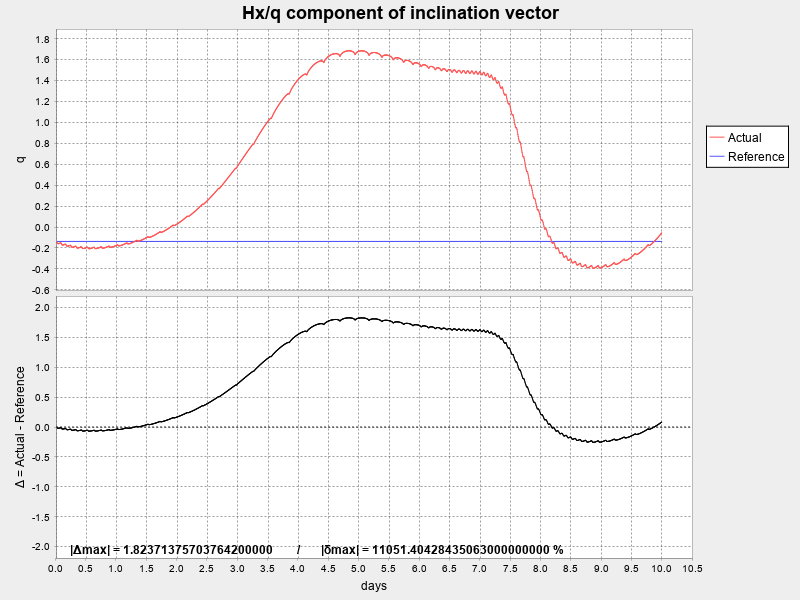 Hx/q component of inclination vector
1.8
1.6
1.4
1.2
1.0
0.8
0.6
0.4
0.2
0.0
-0.2
-0.4
-0.6
q
Actual
Reference
2.0
1.5
1.0
0.5
0.0
-0.5
-1.0
-1.5
-2.0
Δ = Actual - Reference
|Δmax| = 1.82371375703764200000 / |δmax| = 11051.40428435063000000000 %
0.0 0.5 1.0 1.5 2.0 2.5 3.0 3.5 4.0 4.5 5.0 5.5 6.0 6.5 7.0 7.5 8.0 8.5 9.0 9.5 10.0 10.5
days